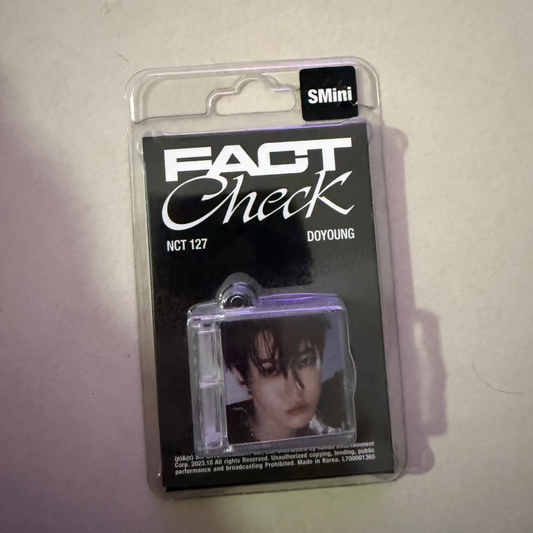 SMini
FACT
Check
NCT 127 DOYOUNG
Entertainment
Corp. 2023.10 All rights Reserved. Unauthorized copying, lending, public
performance and broadcasting Prohibited. Made in Korea. L700001365